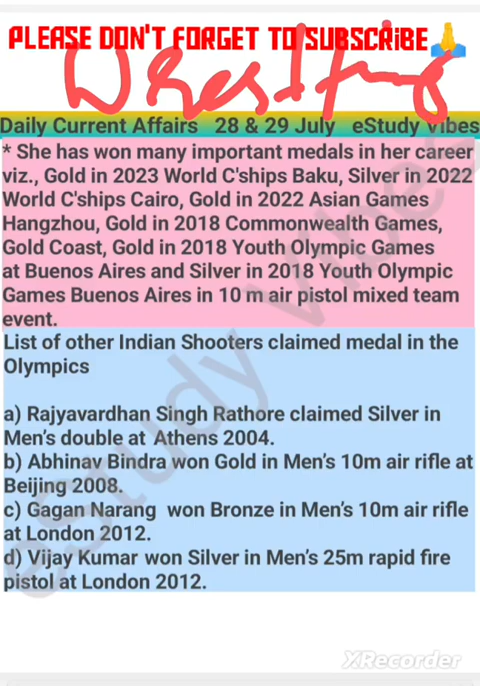 PLEASE DON'T FORGET TO SUBSCRiBE 🙏
Wrestling
Daily Current Affairs 28 & 29 July eStudy Vibes
* She has won many important medals in her career
viz., Gold in 2023 World C'ships Baku, Silver in 2022
World C'ships Cairo, Gold in 2022 Asian Games
Hangzhou, Gold in 2018 Commonwealth Games,
Gold Coast, Gold in 2018 Youth Olympic Games
at Buenos Aires and Silver in 2018 Youth Olympic
Games Buenos Aires in 10 m air pistol mixed team
event.
List of other Indian Shooters claimed medal in the
Olympics
a) Rajyavardhan Singh Rathore claimed Silver in
Men's double at Athens 2004.
b) Abhinav Bindra won Gold in Men's 10m air rifle at
Beijing 2008.
c) Gagan Narang won Bronze in Men's 10m air rifle
at London 2012.
d) Vijay Kumar won Silver in Men's 25m rapid fire
pistol at London 2012.
eStudy Vibes
XRecorder